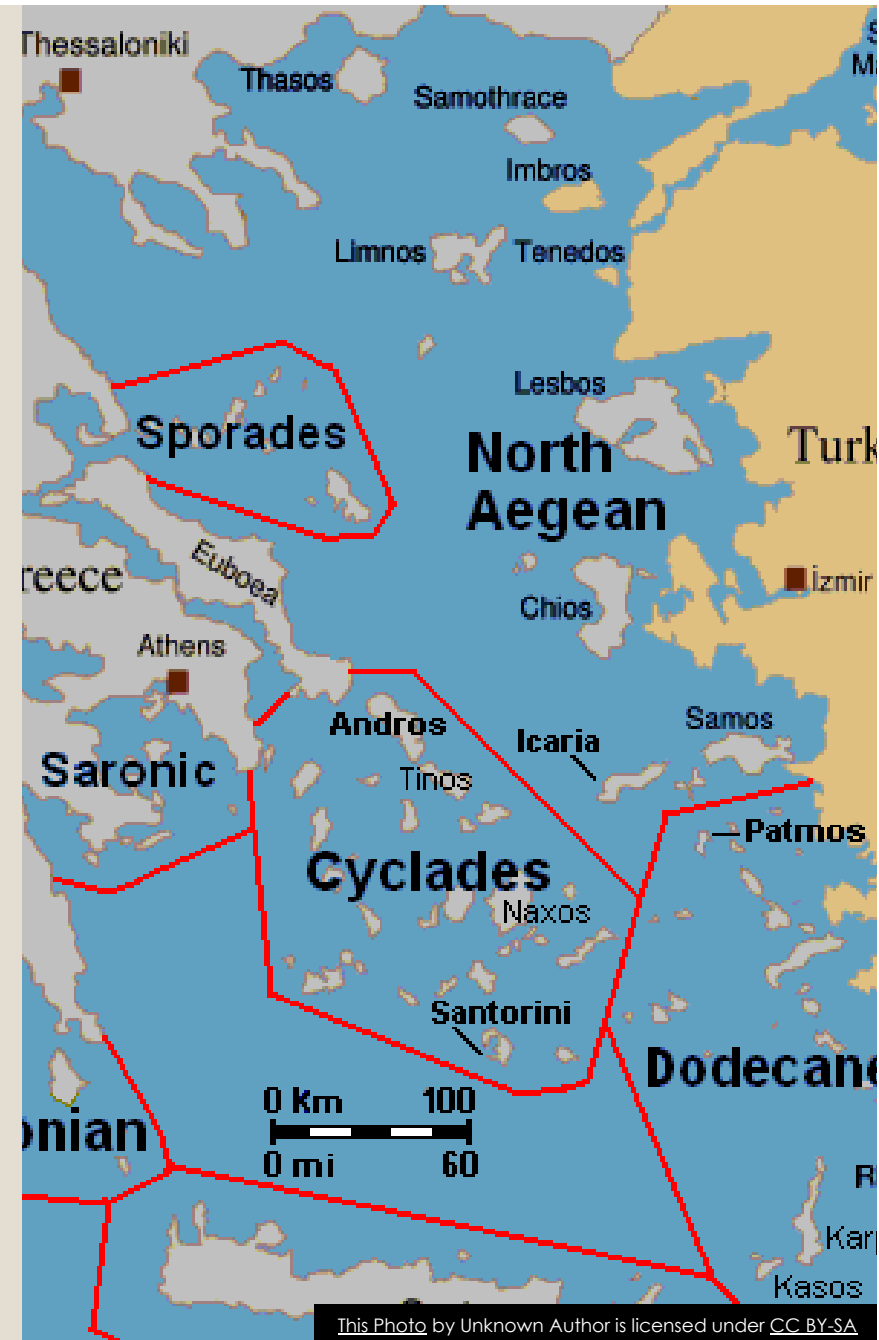 Thessaloniki
Thasos
Samothrace
Imbros
Limnos
Tenedos
Lesbos
Sporades
North
Aegean
Turk
Euboea
reece
Chios
İzmir
Athens
Andros
Samos
Icaria
Saronic
Tinos
Patmos
Cyclades
Naxos
Santorini
Dodecane
0 Km 100
0 mi 60
onian
R
Karp
Kasos
This Photo by Unknown Author is licensed under CC BY-SA